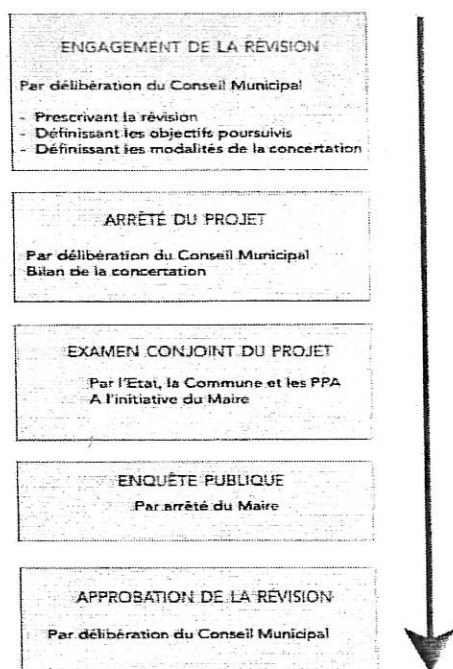 ENGAGEMENT DE LA RÉVISION
Par délibération du Conseil Municipal
- Prescrivant la révision
- Définissant les objectifs poursuivis
- Définissant les modalités de la concertation
ARRÊTÉ DU PROJET
Par délibération du Conseil Municipal
Bilan de la concertation
EXAMEN CONJOINT DU PROJET
Par l'Etat, la Commune et les PPA
A l'initiative du Maire
ENQUÊTE PUBLIQUE
Par arrêté du Maire
APPROBATION DE LA RÉVISION
Par délibération du Conseil Municipal